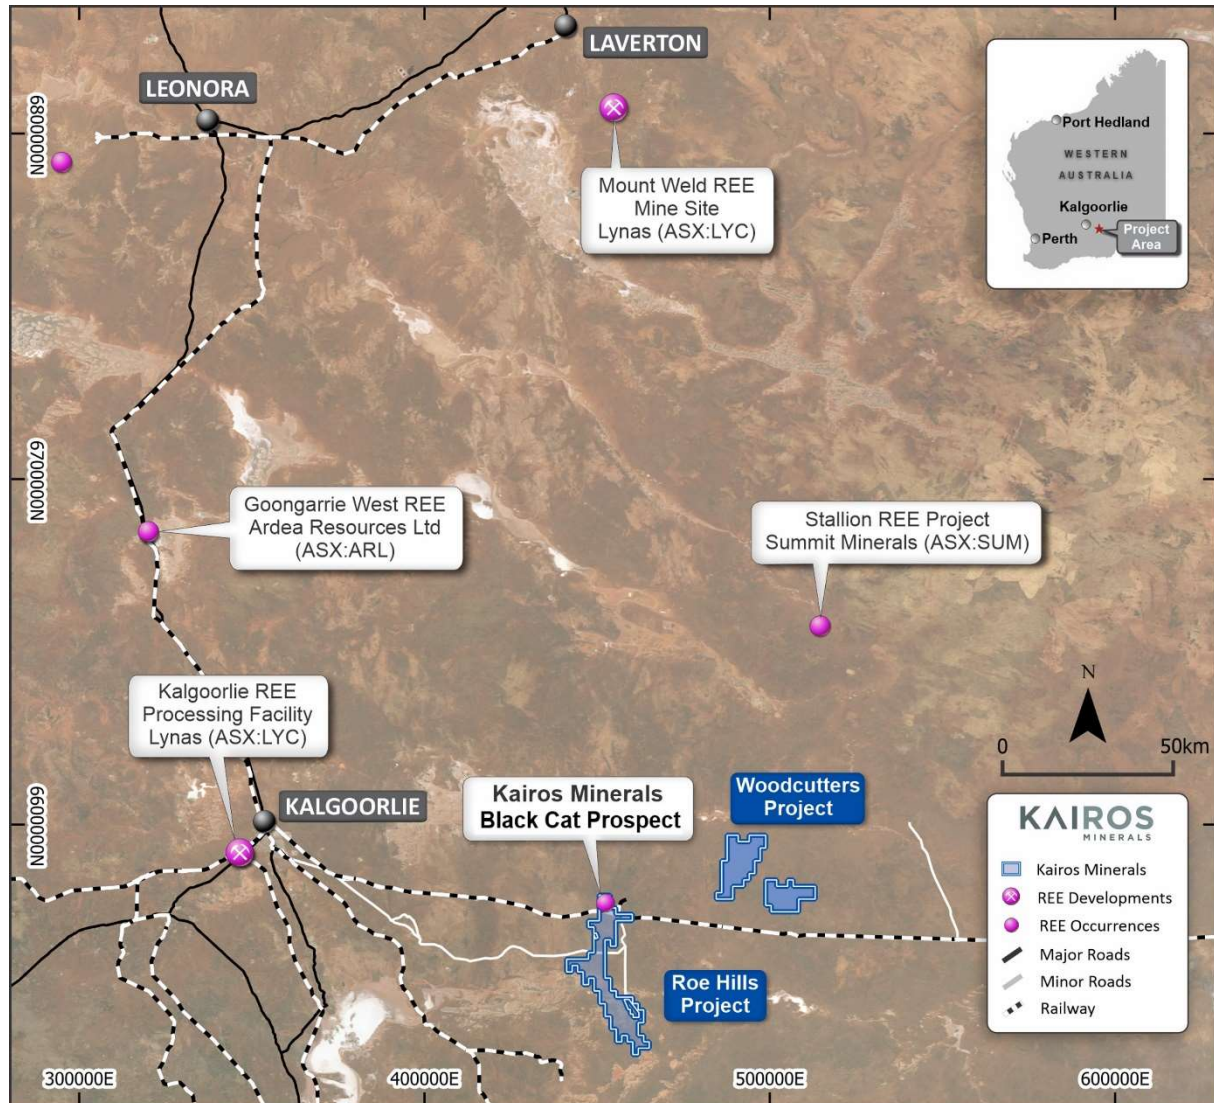 LAVERTON
LEONORA
6800000N
Mount Weld REE
Mine Site
Lynas (ASX:LYC)
Port Hedland
WESTERN
AUSTRALIA
Kalgoorlie
Perth
Project
Area
6700000N
Goongarrie West REE
Ardea Resources Ltd
(ASX:ARL)
Stallion REE Project
Summit Minerals (ASX:SUM)
Kalgoorlie REE
Processing Facility
Lynas (ASX:LYC)
N
0
50km
6600000N
KALGOORLIE
Kairos Minerals
Black Cat Prospect
Woodcutters
Project
Roe Hills
Project
KAIROS
MINERALS
Kairos Minerals
REE Developments
REE Occurrences
Major Roads
Minor Roads
Railway
300000E
400000E
500000E
600000E